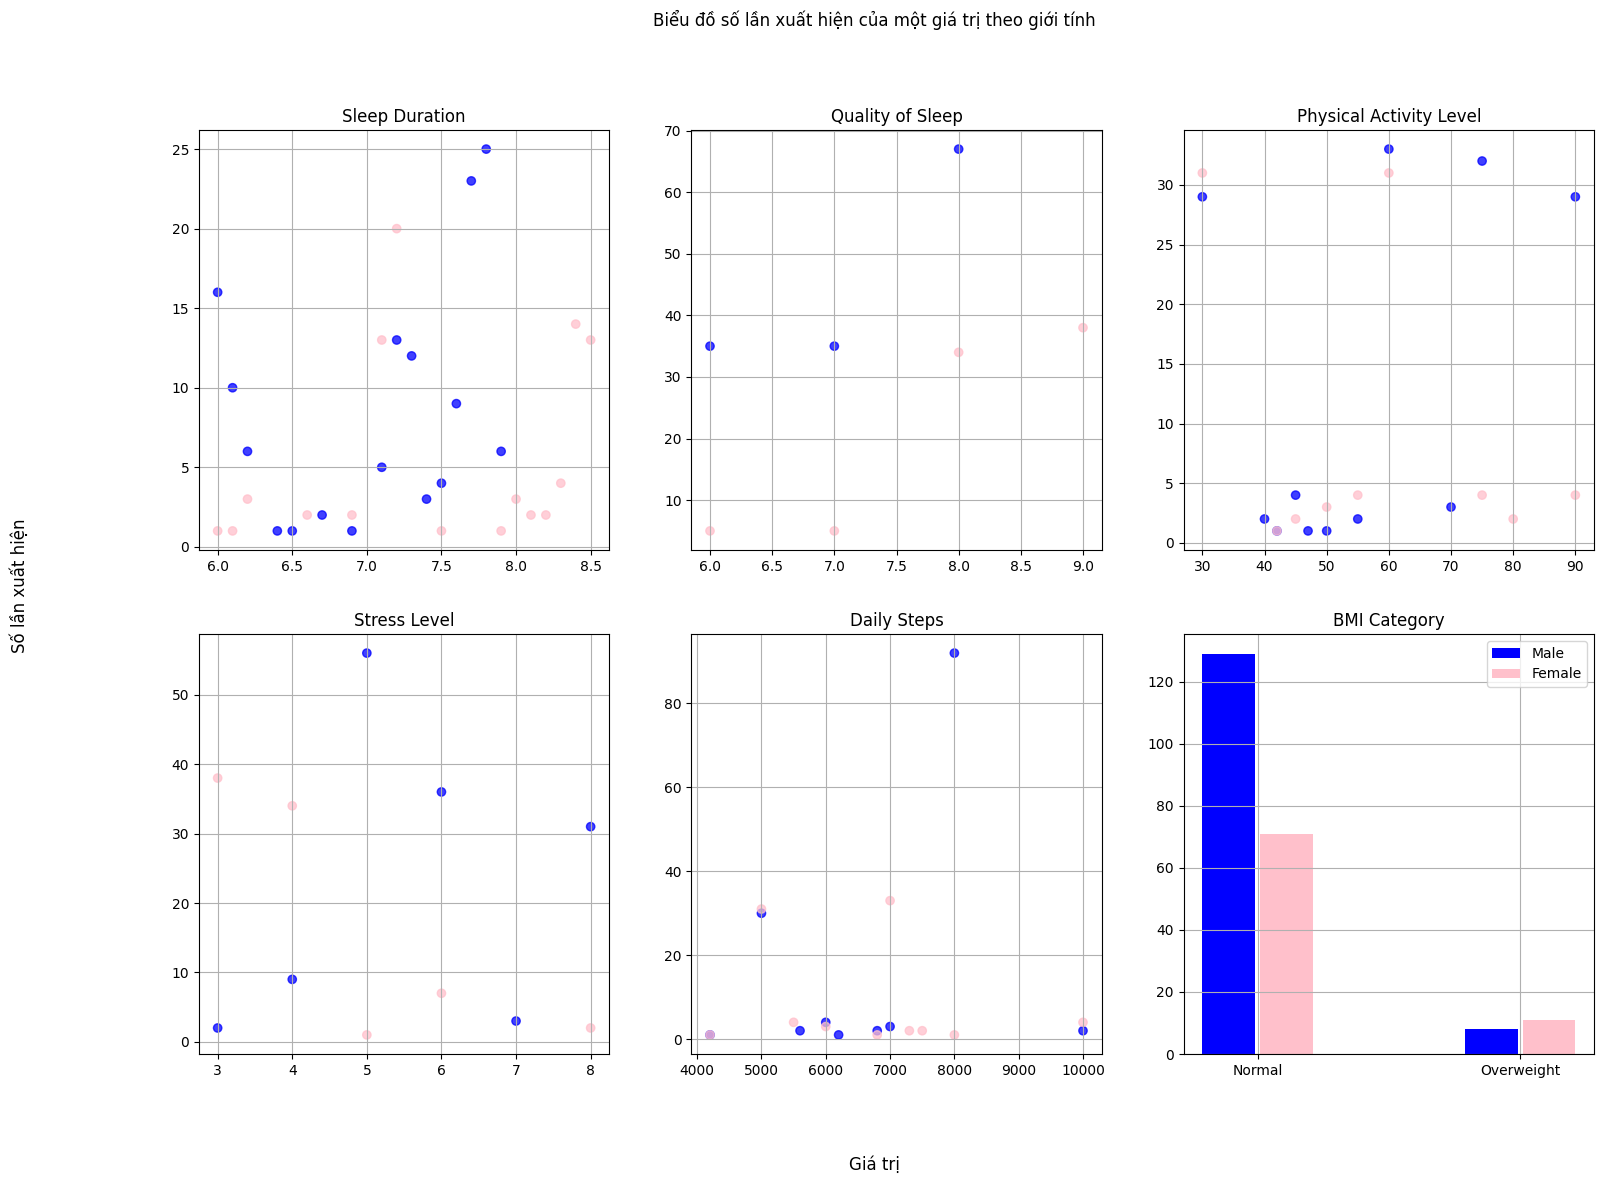 Biểu đồ số lần xuất hiện của một giá trị theo giới tính
Sleep Duration
25
20
15
10
5
0
6.0 6.5 7.0 7.5 8.0 8.5
Quality of Sleep
70
60
50
40
30
20
10
6.0 6.5 7.0 7.5 8.0 8.5 9.0
Physical Activity Level
30
25
20
15
10
5
0
30 40 50 60 70 80 90
Số lần xuất hiện
Stress Level
50
40
30
20
10
0
3 4 5 6 7 8
Daily Steps
80
60
40
20
0
4000 5000 6000 7000 8000 9000 10000
BMI Category
Male
Female
120
100
80
60
40
20
0
Normal Overweight
Giá trị